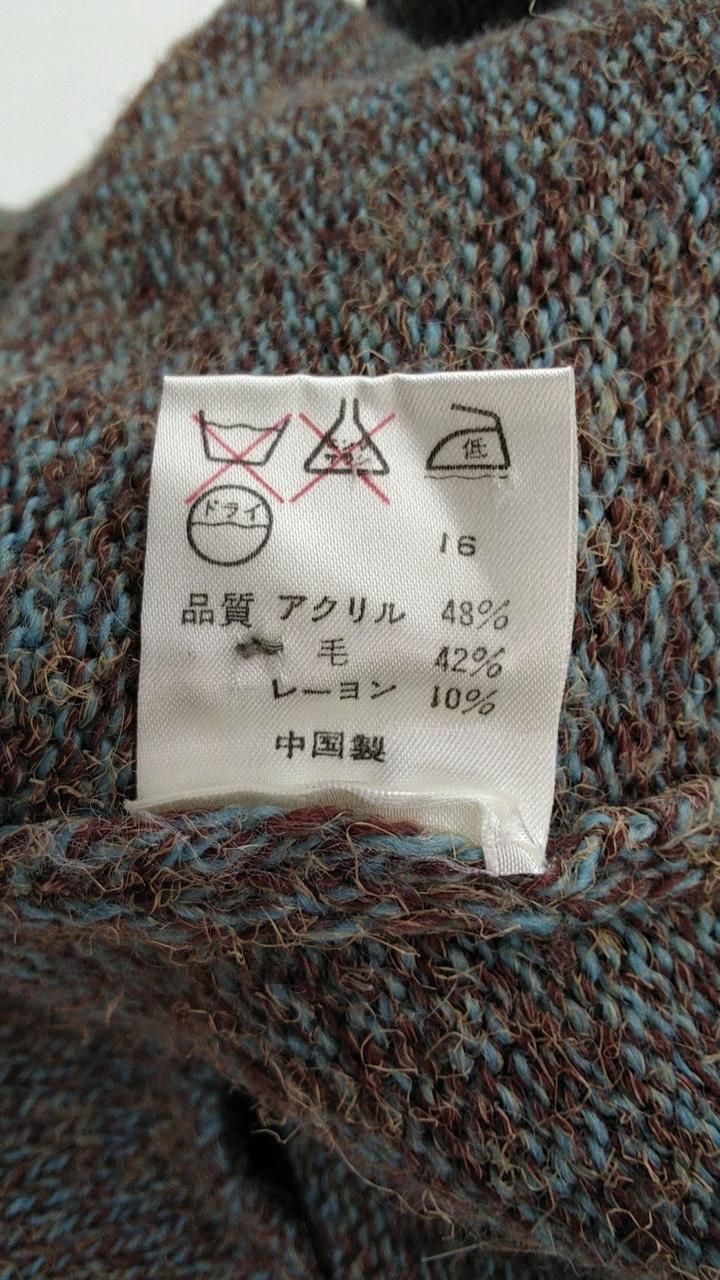 低
ドライ
16
品質 アクリル 48%
毛 42%
レーヨン 10%
中国製